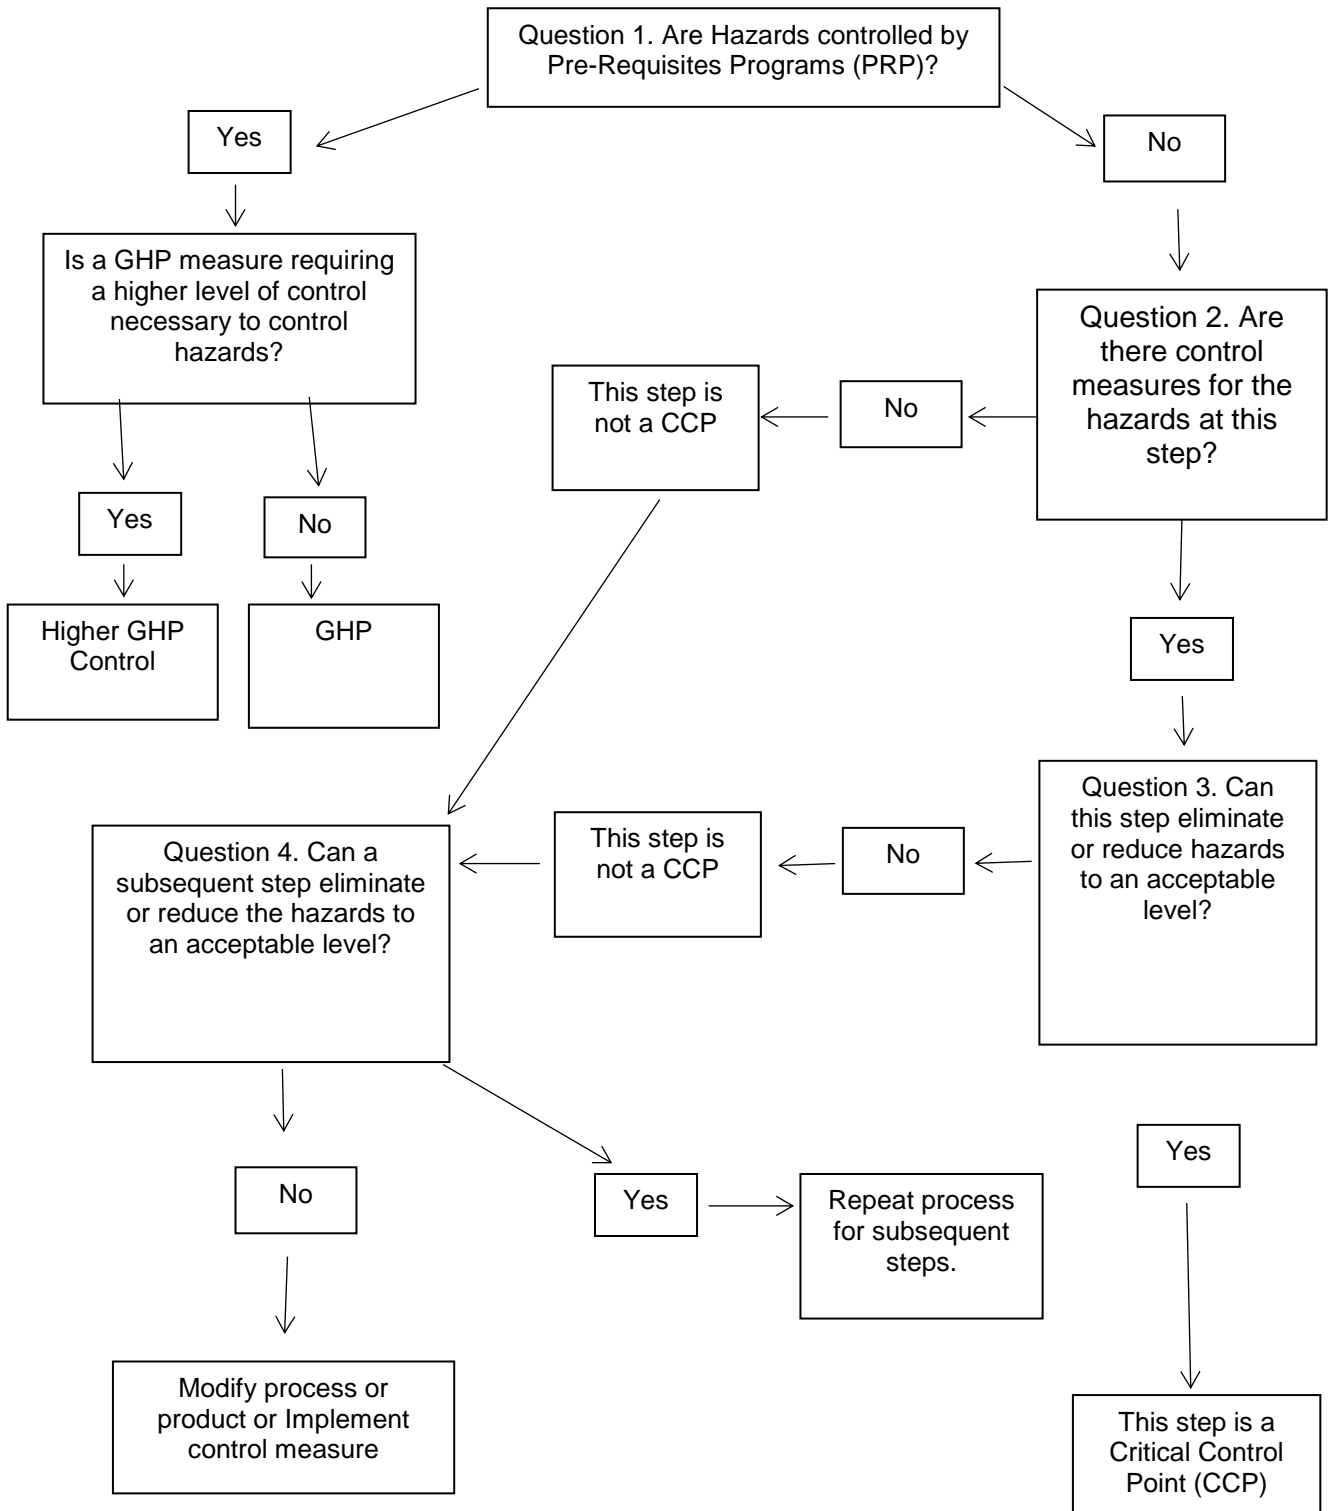 Question 1. Are Hazards controlled by
Pre-Requisites Programs (PRP)?
Yes
No
Is a GHP measure requiring
a higher level of control
necessary to control
hazards?
Question 2. Are
there control
measures for the
hazards at this
step?
This step is
not a CCP
No
Yes
No
Higher GHP
Control
GHP
Yes
Question 3. Can
this step eliminate
or reduce hazards
to an acceptable
level?
No
This step is
not a CCP
Question 4. Can a
subsequent step eliminate
or reduce the hazards to
an acceptable level?
Yes
No
Yes
Repeat process
for subsequent
steps.
Modify process or
product or Implement
control measure
This step is a
Critical Control
Point (CCP)